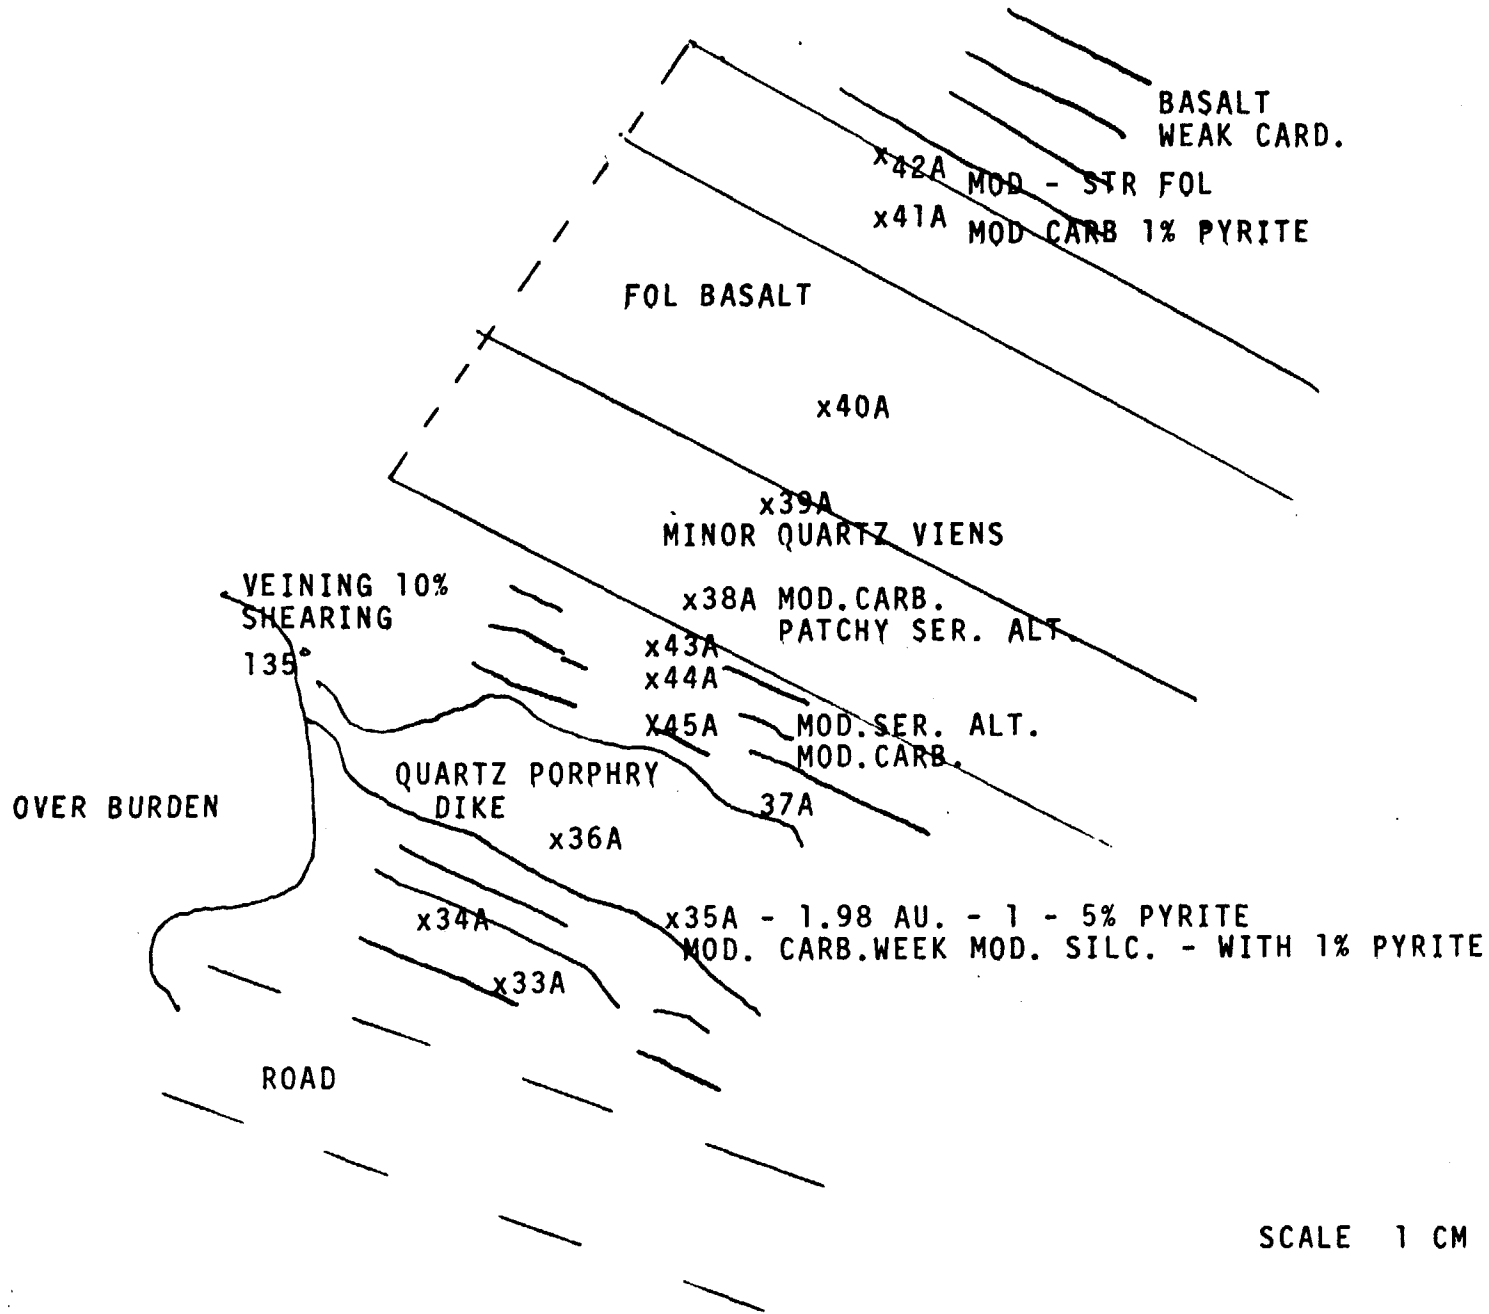 BASALT
WEAK CARD.
x42A MOD - STR FOL
x41A MOD CARB 1% PYRITE
FOL BASALT
x40A
x39A
MINOR QUARTZ VIENS
VEINING 10%
SHEARING
135°
x38A MOD.CARB.
PATCHY SER. ALT.
x43A
x44A
X45A MOD.SER. ALT.
MOD.CARB.
QUARTZ PORPHRY
DIKE
37A
OVER BURDEN
x36A
x34A
x35A - 1.98 AU. - 1 - 5% PYRITE
MOD. CARB.WEEK MOD. SILC. - WITH 1% PYRITE
x33A
ROAD
SCALE 1 CM